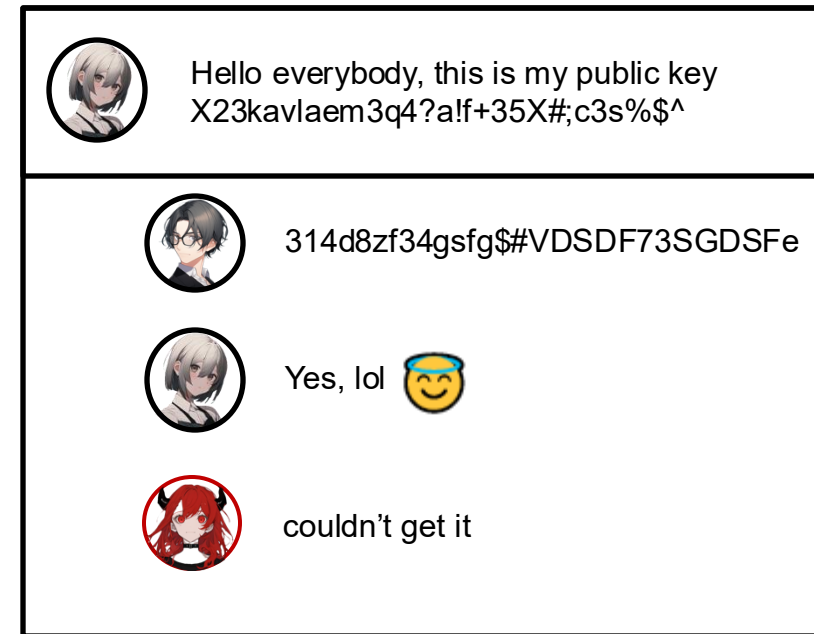 Hello everybody, this is my public key
X23kavlaem3q4?a!f+35X#;c3s%$^
314d8zf34gsfg$#VDSDF73SGDSFe
Yes, lol 😇
couldn’t get it